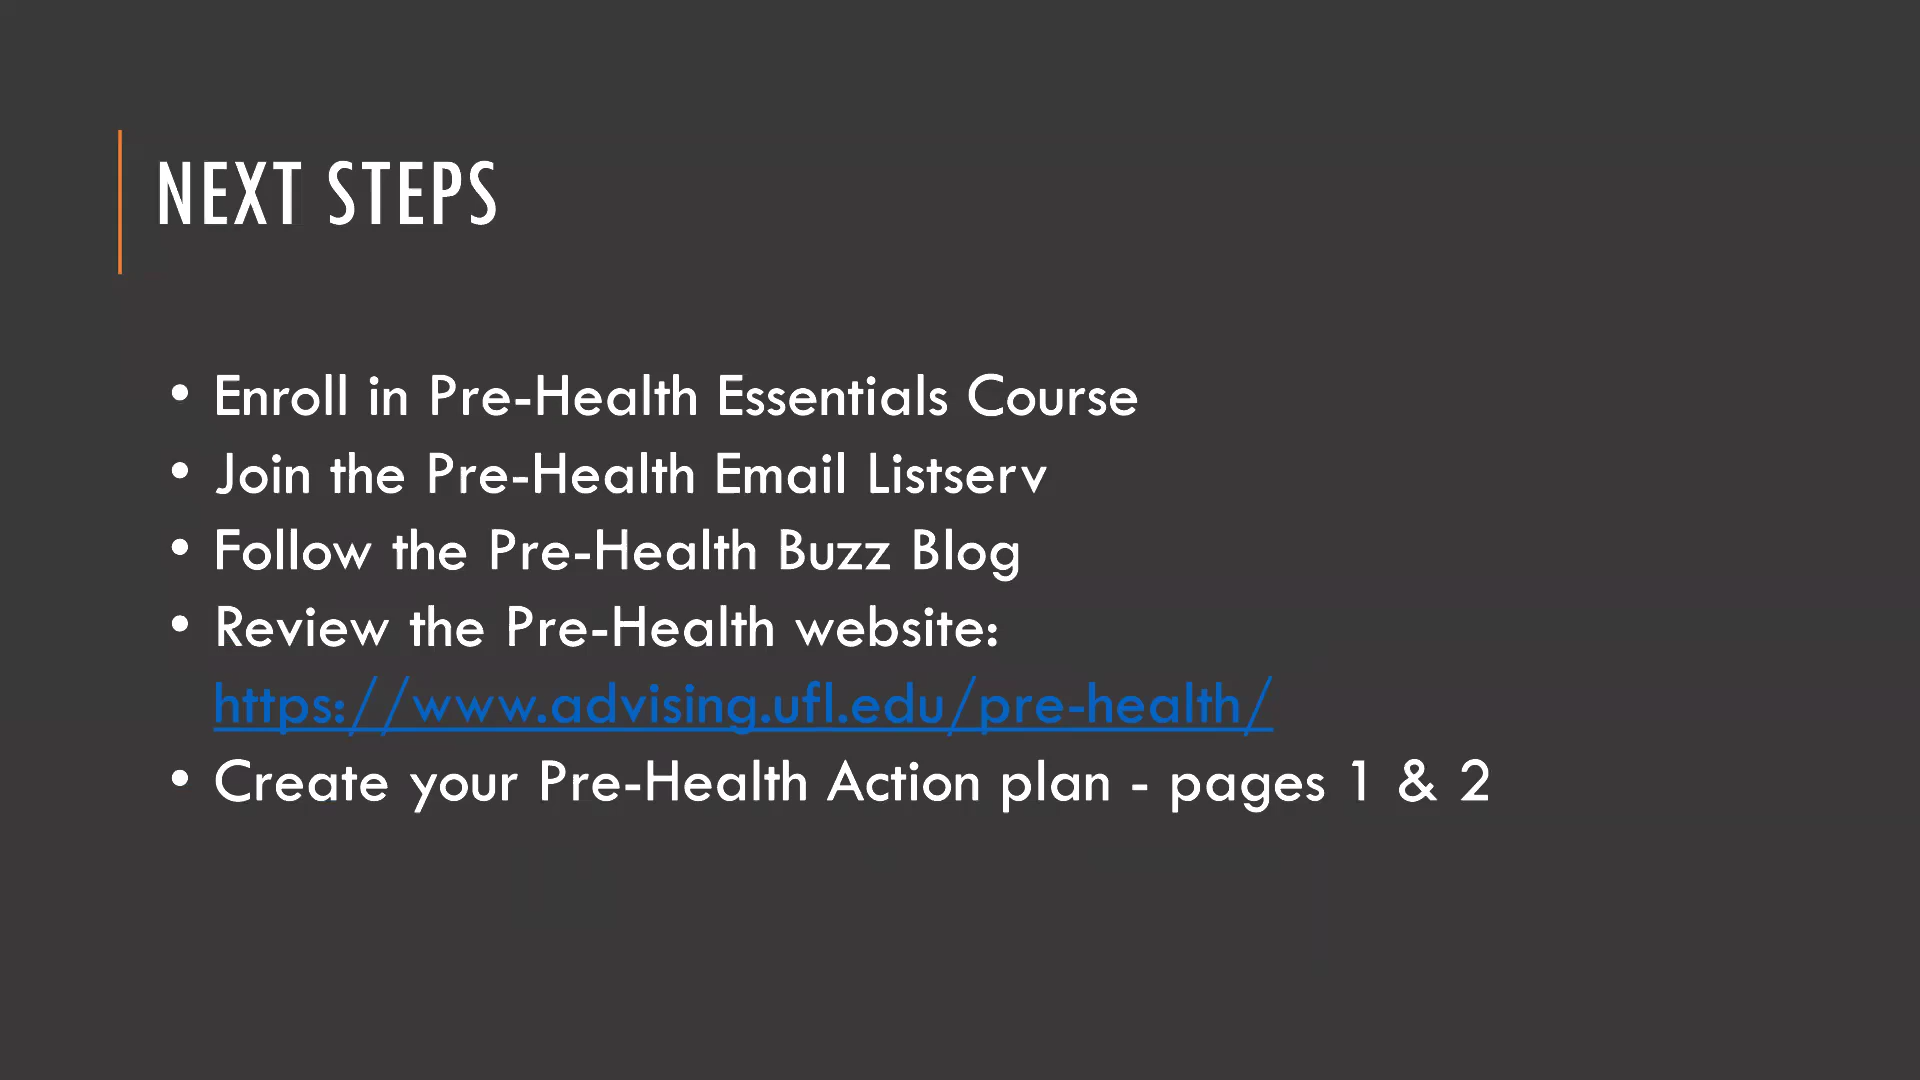 NEXT STEPS
• Enroll in Pre-Health Essentials Course
• Join the Pre-Health Email Listserv
• Follow the Pre-Health Buzz Blog
• Review the Pre-Health website:
https://www.advising.ufl.edu/pre-health/
• Create your Pre-Health Action plan - pages 1 & 2